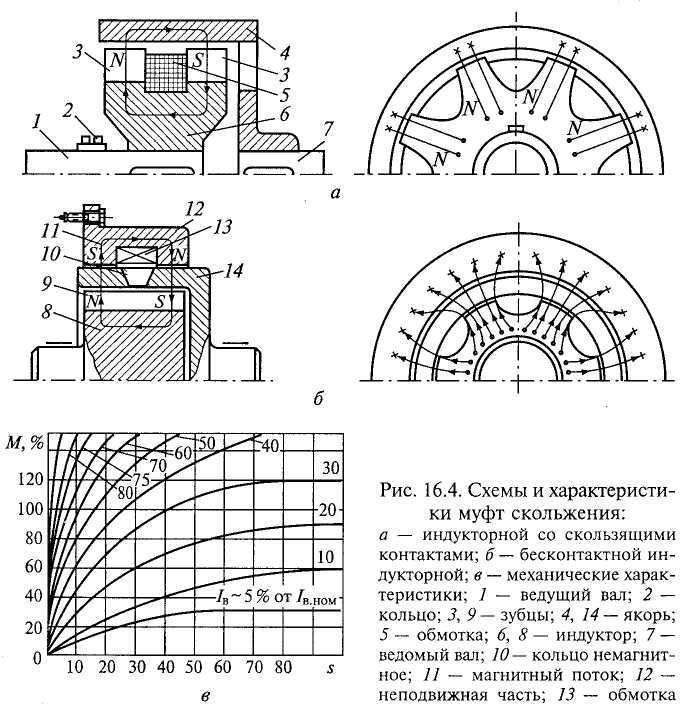 3 N S 4
3
5
2
1 6 7
N N N N
а
12
13
11
10 S N 14
9
N S
8
б
M, %
50 40
60
70
75
80
120
100
80
60
40
20
0
30
20
10
Iв~5% от Iв.ном
10 20 30 40 50 60 70 80 s
в
Рис. 16.4. Схемы и характеристи-
ки муфт скольжения:
а — индукторной со скользящими
контактами; б — бесконтактной ин-
дукторной; в — механические харак-
теристики; 1 — ведущий вал; 2 —
кольцо; 3, 9 — зубцы; 4, 14 — якорь;
5 — обмотка; 6, 8 — индуктор; 7 —
ведомый вал; 10 — кольцо немагнит-
ное; 11 — магнитный поток; 12 —
неподвижная часть; 13 — обмотка